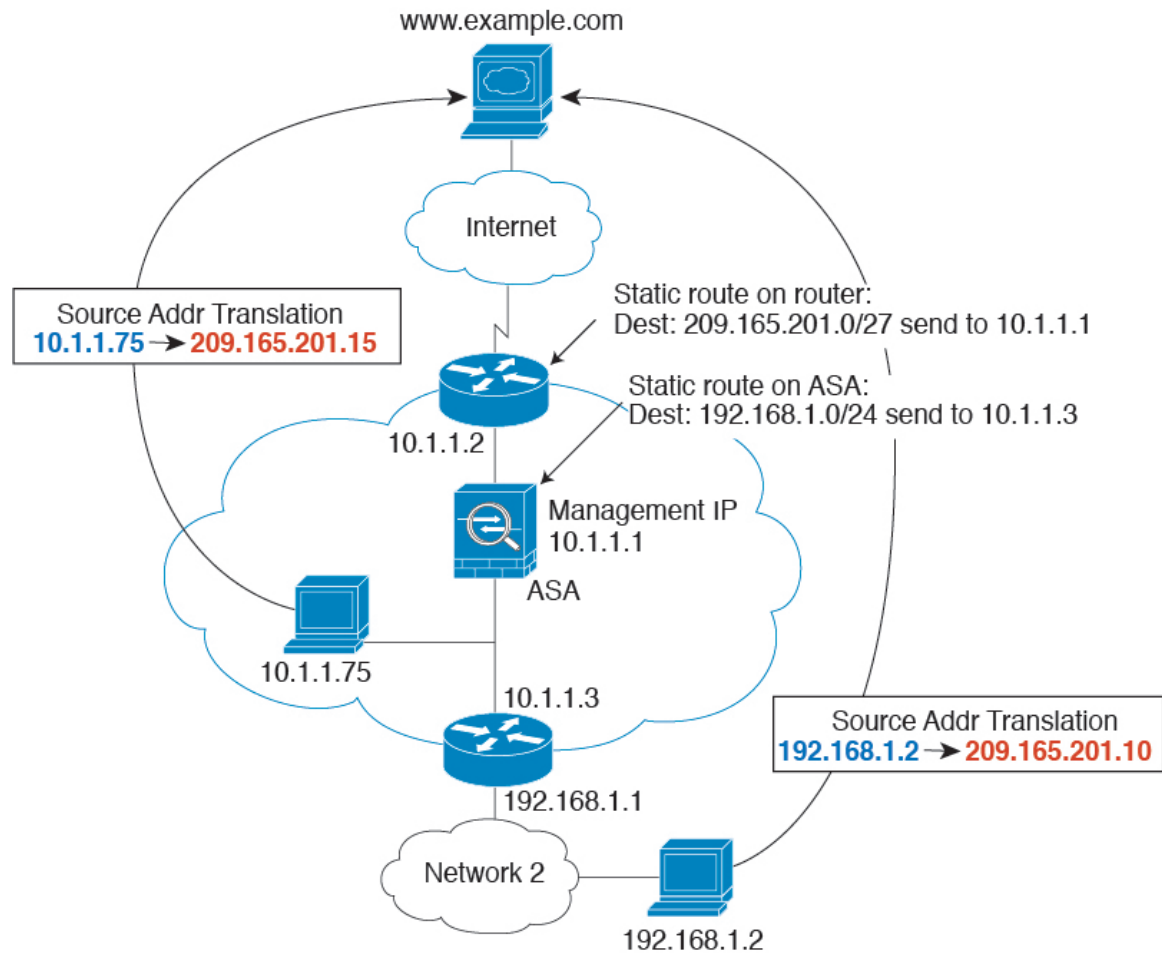 www.example.com
Internet
Source Addr Translation
10.1.1.75 → 209.165.201.15
Static route on router:
Dest: 209.165.201.0/27 send to 10.1.1.1
Static route on ASA:
Dest: 192.168.1.0/24 send to 10.1.1.3
10.1.1.2
Management IP
10.1.1.1
ASA
10.1.1.75
10.1.1.3
Source Addr Translation
192.168.1.2 → 209.165.201.10
192.168.1.1
Network 2
192.168.1.2